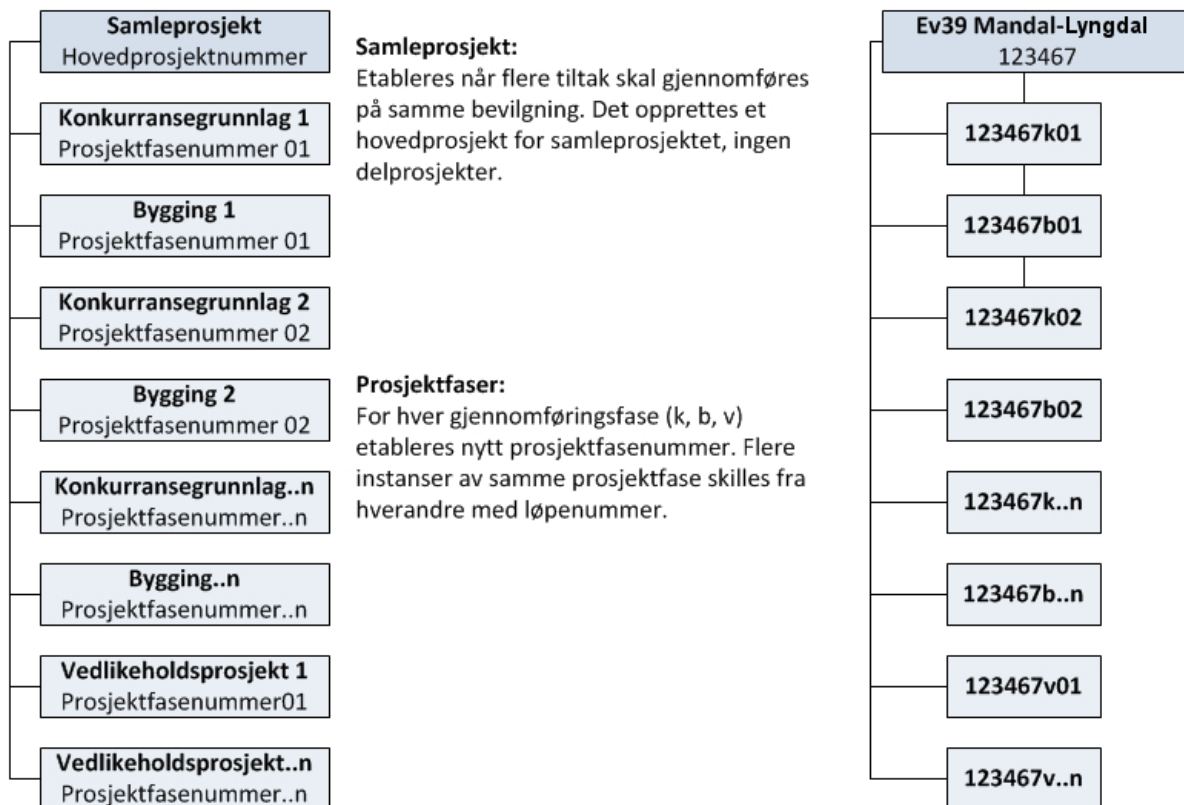 Samleprosjekt
Hovedprosjektnummer
Konkurransegrunnlag 1
Prosjektfasenummer 01
Bygging 1
Prosjektfasenummer 01
Konkurransegrunnlag 2
Prosjektfasenummer 02
Bygging 2
Prosjektfasenummer 02
Konkurransegrunnlag..n
Prosjektfasenummer..n
Bygging..n
Prosjektfasenummer..n
Vedlikeholdsprosjekt 1
Prosjektfasenummer01
Vedlikeholdsprosjekt..n
Prosjektfasenummer..n
Samleprosjekt:
Etableres når flere tiltak skal gjennomføres
på samme bevilgning. Det opprettes et
hovedprosjekt for samleprosjektet, ingen
delprosjekter.
Prosjektfaser:
For hver gjennomføringsfase (k, b, v)
etableres nytt prosjektfasenummer. Flere
instanser av samme prosjektfase skilles fra
hverandre med løpenummer.
Ev39 Mandal-Lyngdal
123467
123467k01
123467b01
123467k02
123467b02
123467k..n
123467b..n
123467v01
123467v..n